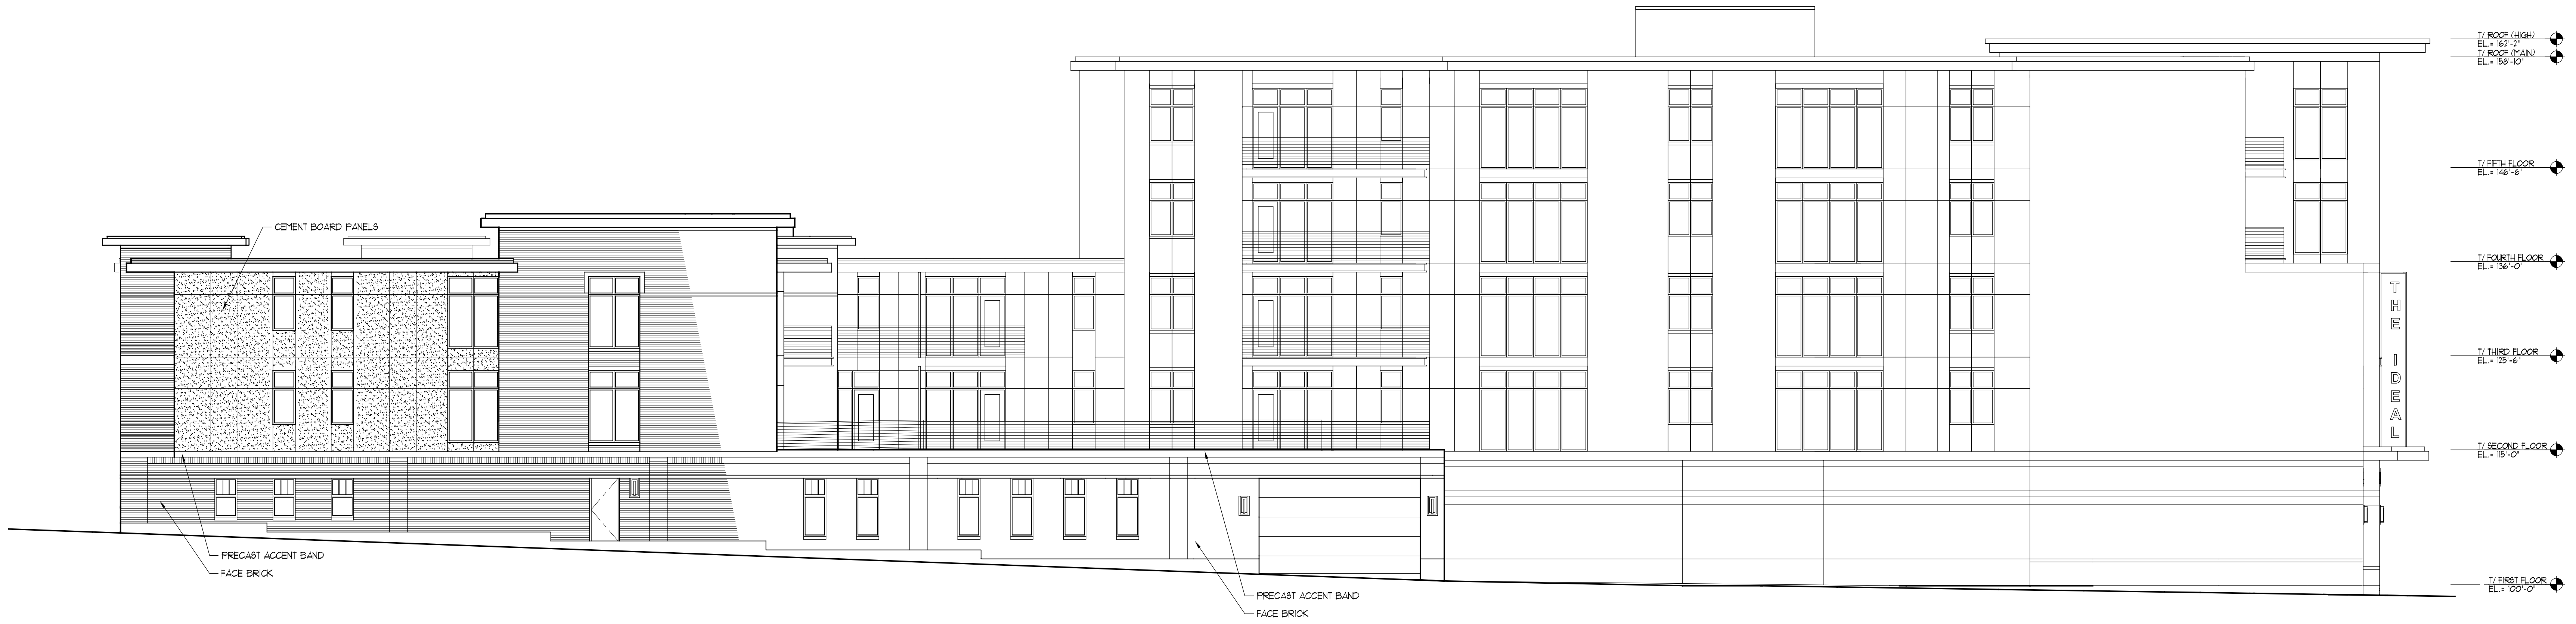 T/ ROOF (HIGH)
EL.= 162'-2"
T/ ROOF (MAIN)
EL.= 158'-10"
T/ FIFTH FLOOR
EL.= 146'-6"
CEMENT BOARD PANELS
T/ FOURTH FLOOR
EL.= 136'-0"
THE IDEAL
T/ THIRD FLOOR
EL.= 125'-6"
T/ SECOND FLOOR
EL.= 115'-0"
PRECAST ACCENT BAND
FACE BRICK
T/ FIRST FLOOR
EL.= 100'-0"
PRECAST ACCENT BAND
FACE BRICK